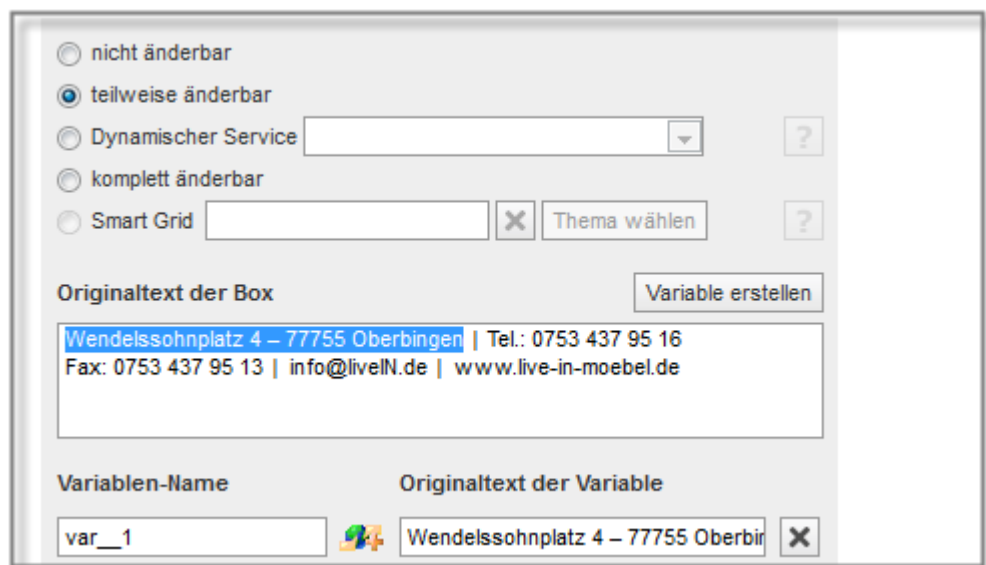 nicht änderbar
teilweise änderbar
Dynamischer Service ?
komplett änderbar
Smart Grid Thema wählen ?
Originaltext der Box Variable erstellen
Wendelssohnplatz 4 – 77755 Oberbingen | Tel.: 0753 437 95 16
Fax: 0753 437 95 13 | info@liveIN.de | www.live-in-moebel.de
Variablen-Name Originaltext der Variable
var__1 Wendelssohnplatz 4 – 77755 Oberbin